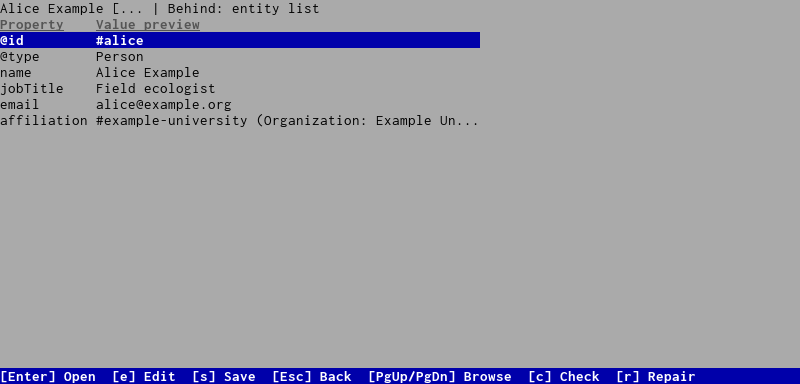 Alice Example [... | Behind: entity list
Property    Value preview
@id         #alice
@type       Person
name        Alice Example
jobTitle    Field ecologist
email       alice@example.org
affiliation #example-university (Organization: Example Un...
[Enter] Open  [e] Edit  [s] Save  [Esc] Back  [PgUp/PgDn] Browse  [c] Check  [r] Repair